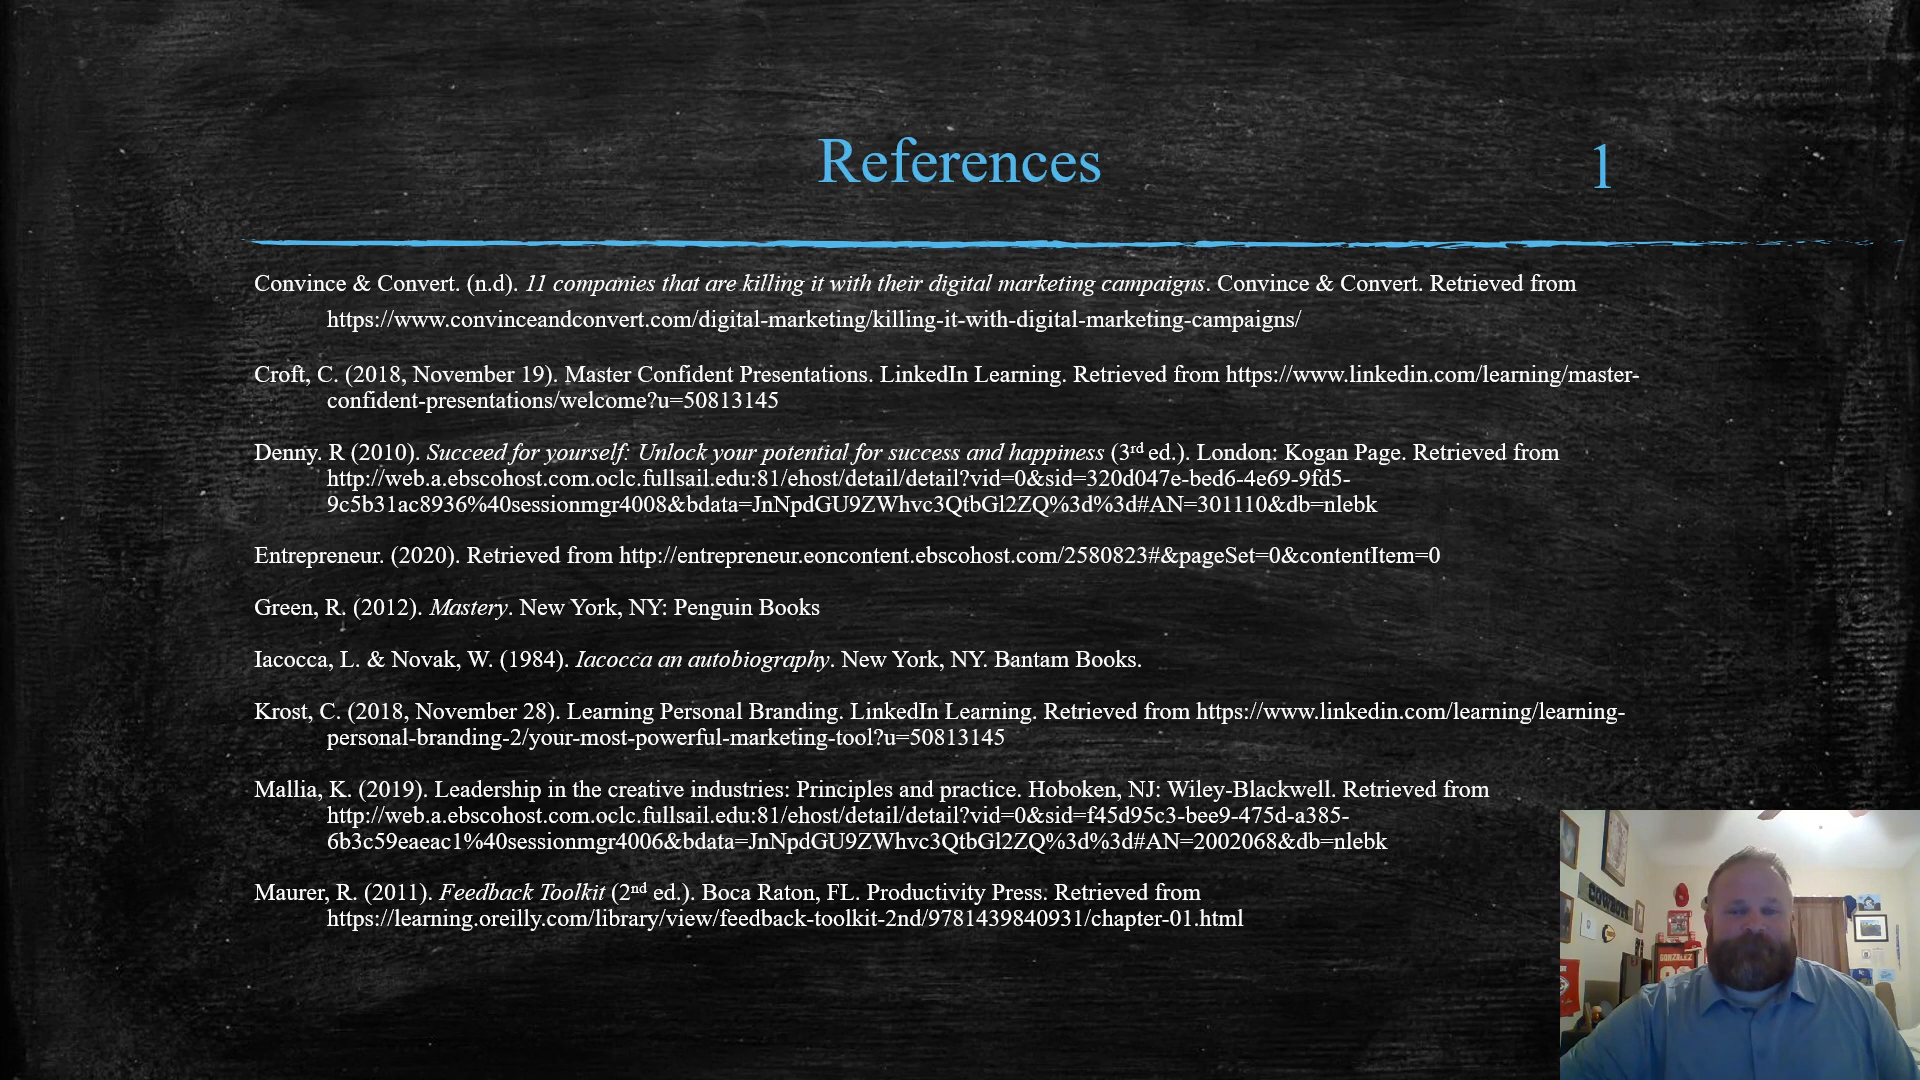 References
1
Convince & Convert. (n.d). 11 companies that are killing it with their digital marketing campaigns. Convince & Convert. Retrieved from
https://www.convinceandconvert.com/digital-marketing/killing-it-with-digital-marketing-campaigns/
Croft, C. (2018, November 19). Master Confident Presentations. LinkedIn Learning. Retrieved from https://www.linkedin.com/learning/master-
confident-presentations/welcome?u=50813145
Denny. R (2010). Succeed for yourself: Unlock your potential for success and happiness (3rd ed.). London: Kogan Page. Retrieved from
http://web.a.ebscohost.com.oclc.fullsail.edu:81/ehost/detail/detail?vid=0&sid=320d047e-bed6-4e69-9fd5-
9c5b31ac8936%40sessionmgr4008&bdata=JnNpdGU9ZWhvc3QtbGl2ZQ%3d%3d#AN=301110&db=nlebk
Entrepreneur. (2020). Retrieved from http://entrepreneur.eoncontent.ebscohost.com/2580823#&pageSet=0&contentItem=0
Green, R. (2012). Mastery. New York, NY: Penguin Books
Iacocca, L. & Novak, W. (1984). Iacocca an autobiography. New York, NY. Bantam Books.
Krost, C. (2018, November 28). Learning Personal Branding. LinkedIn Learning. Retrieved from https://www.linkedin.com/learning/learning-
personal-branding-2/your-most-powerful-marketing-tool?u=50813145
Mallia, K. (2019). Leadership in the creative industries: Principles and practice. Hoboken, NJ: Wiley-Blackwell. Retrieved from
http://web.a.ebscohost.com.oclc.fullsail.edu:81/ehost/detail/detail?vid=0&sid=f45d95c3-bee9-475d-a385-
6b3c59eaeac1%40sessionmgr4006&bdata=JnNpdGU9ZWhvc3QtbGl2ZQ%3d%3d#AN=2002068&db=nlebk
Maurer, R. (2011). Feedback Toolkit (2nd ed.). Boca Raton, FL. Productivity Press. Retrieved from
https://learning.oreilly.com/library/view/feedback-toolkit-2nd/9781439840931/chapter-01.html
COWBOYS
GONZALEZ